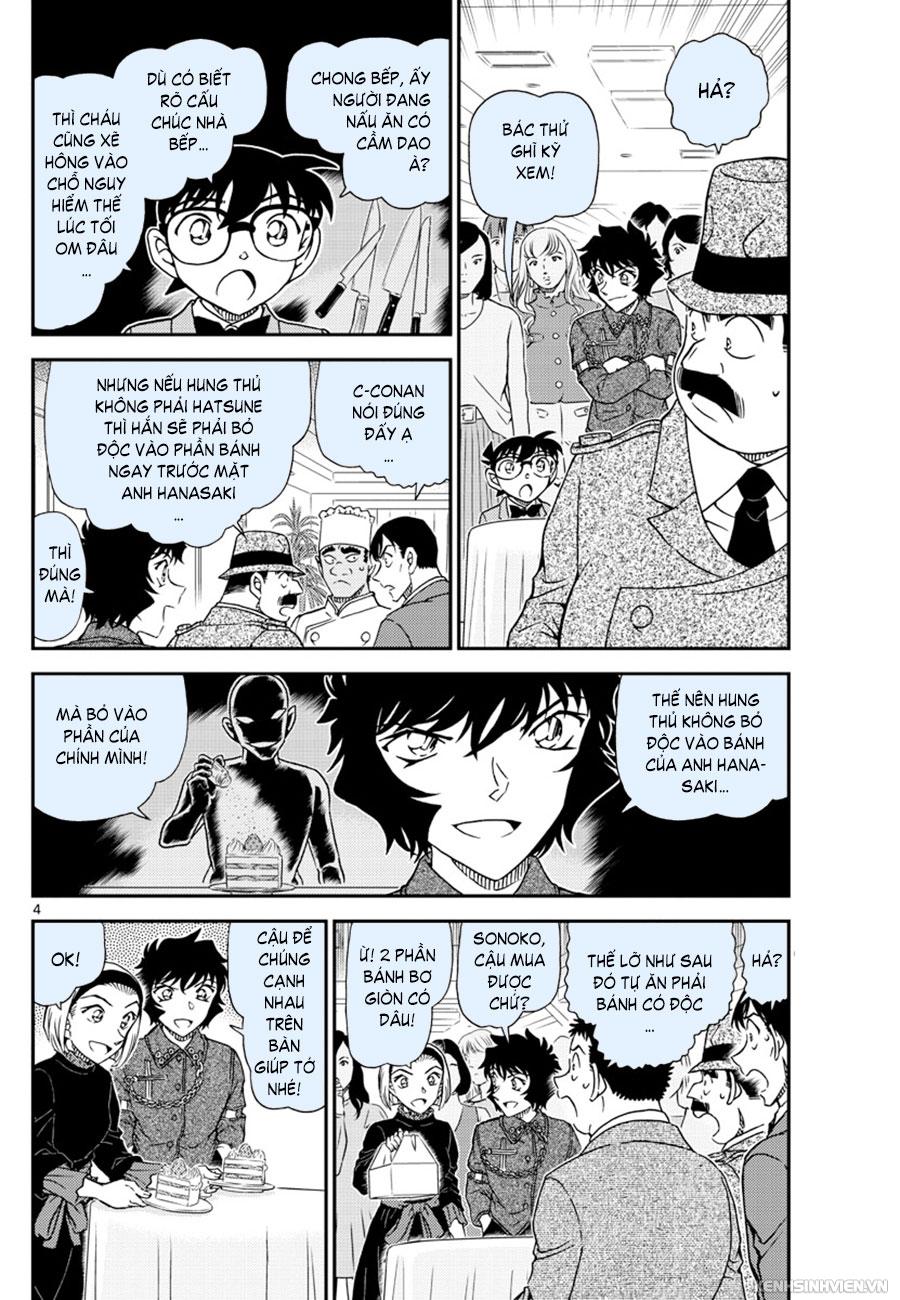 HẢ?
BÁC THỬ
GHÌ KỲ
XEM!
CHONG BẾP, ẤY
NGƯỜI ĐANG
NẤU ĂN CÓ
CẦM DAO
À?
DÙ CÓ BIẾT
RÕ CẤU
CHÚC NHÀ
BẾP...
THÌ CHÁU
CŨNG XẼ
HÔNG VÀO
CHỖ NGUY
HIỂM THẾ
LÚC TỐI
OM ĐÂU
...
C-CONAN
NÓI ĐÚNG
ĐẤY Ạ
...
NHƯNG NẾU HUNG THỦ
KHÔNG PHẢI HATSUNE
THÌ HẮN SẼ PHẢI BỎ
ĐỘC VÀO PHẦN BÁNH
NGAY TRƯỚC MẶT
ANH HANASAKI
...
THÌ
ĐÚNG
MÀ!
THẾ NÊN HUNG
THỦ KHÔNG BỎ
ĐỘC VÀO BÁNH
CỦA ANH HANA-
SAKI...
MÀ BỎ VÀO
PHẦN CỦA
CHÍNH MÌNH!
4
HẢ?
THẾ LỠ NHƯ SAU
ĐÓ TỰ ĂN PHẢI
BÁNH CÓ ĐỘC
...
SONOKO,
CẬU MUA
ĐƯỢC
CHỨ?
Ừ! 2 PHẦN
BÁNH BƠ
GIÒN CÓ
DÂU!
CẬU ĐỂ
CHÚNG
CẠNH
NHAU
TRÊN
BÀN
GIÚP TỚ
NHÉ!
OK!
KENHSINHVIEN.VN